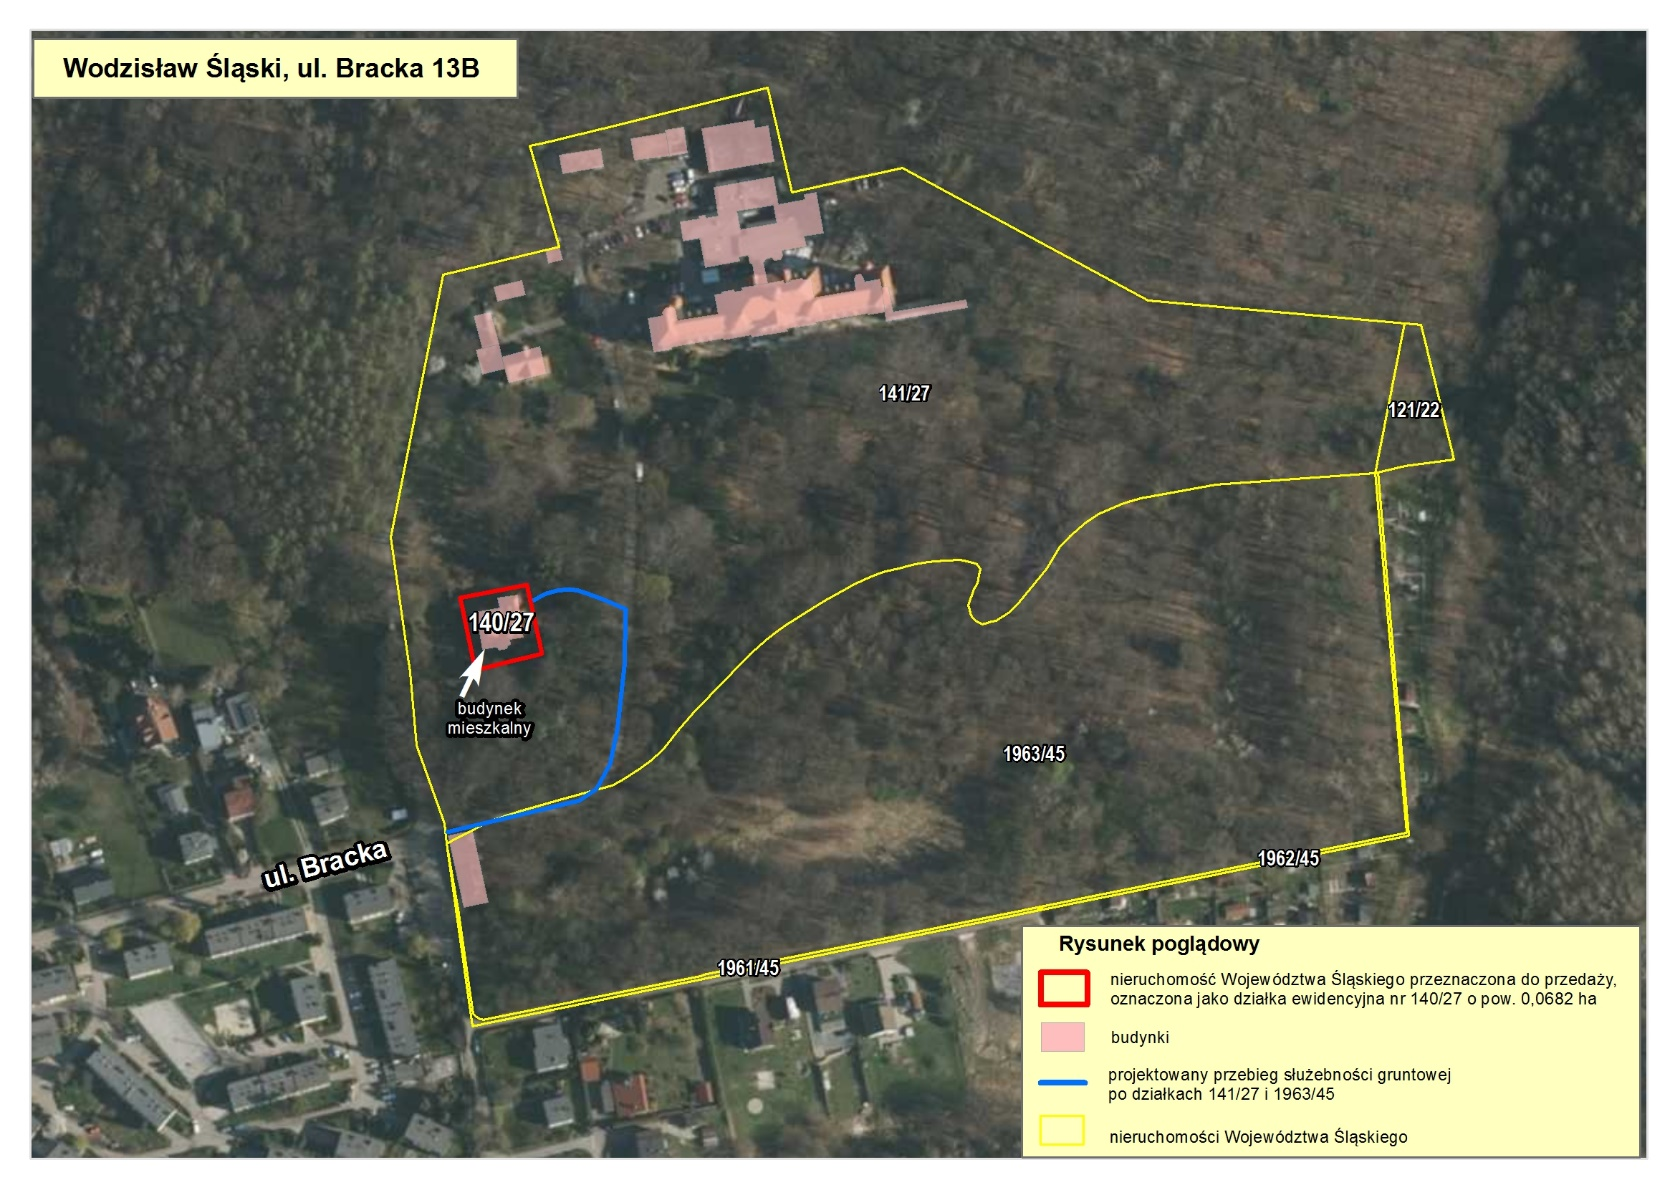 Wodzisław Śląski, ul. Bracka 13B
141/27
121/22
140/27
budynek
mieszkalny
1963/45
ul. Bracka
1962/45
1961/45
Rysunek poglądowy
nieruchomość Województwa Śląskiego przeznaczona do przedaży,
oznaczona jako działka ewidencyjna nr 140/27 o pow. 0,0682 ha
budynki
projektowany przebieg służebności gruntowej
po działkach 141/27 i 1963/45
nieruchomości Województwa Śląskiego